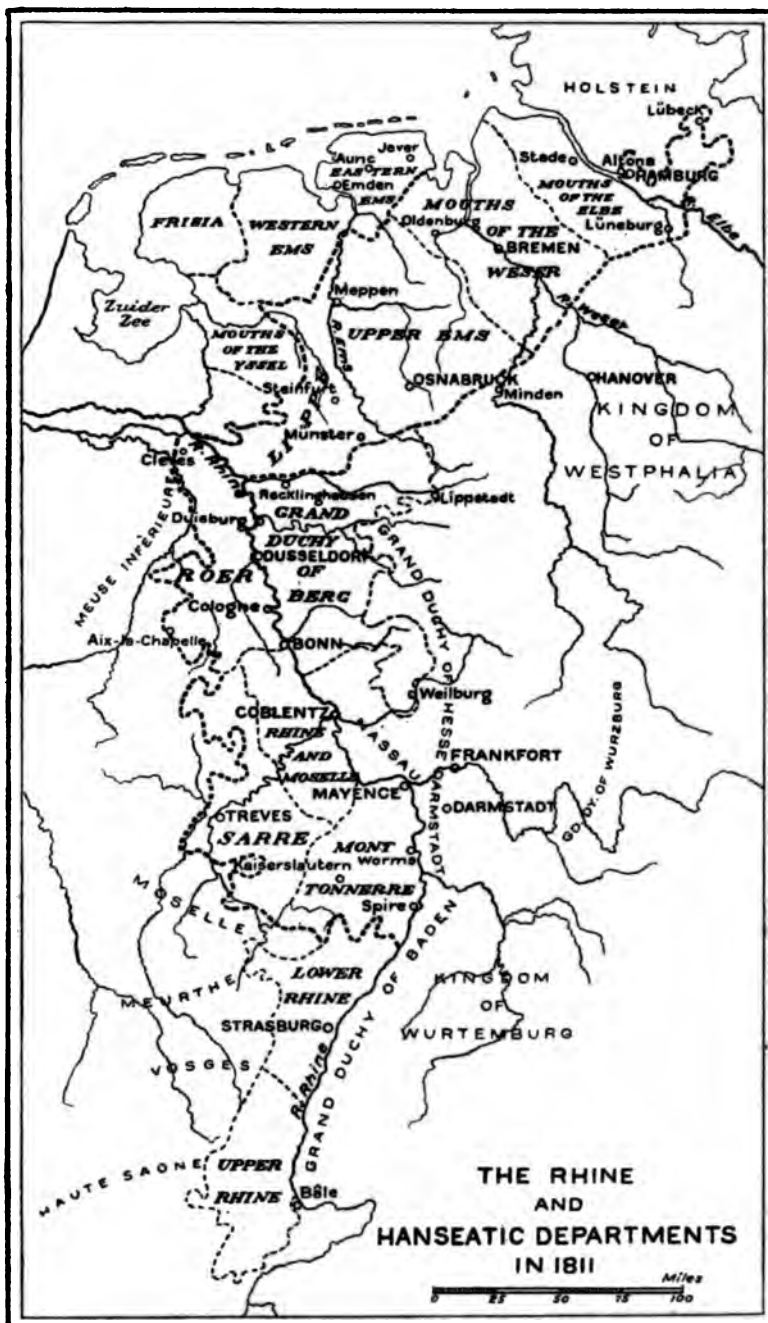 HOLSTEIN
Lübeck
Jever
Auric
EASTERN
EMS
Emden
Stade
Altona
HAMBURG
MOUTHS
OF THE
ELBE
R. Elbe
Lüneburg
FRISIA
WESTERN
EMS
MOUTHS
OF THE
WESER
Oldenburg
BREMEN
Zuider
Zee
Meppen
R. Ems
UPPER EMS
R. Weser
MOUTHS
OF THE
YSSEL
Steinfurt
LIPPE
OSNABRUCK
Minden
HANOVER
KINGDOM
OF
WESTPHALIA
Münster
Cleves
R. Rhine
Recklinghausen
Lippstadt
GRAND
DUCHY
OF
BERG
Duisburg
DUSSELDORF
MEUSE INFÉRIEURE
ROER
Cologne
Aix-la-Chapelle
BONN
GRAND DUCHY OF HESSE DARMSTADT
Weilburg
COBLENTZ
NASSAU
RHINE
AND
MOSELLE
FRANKFORT
GD. DY. OF WURZBURG
MAYENCE
DARMSTADT
TREVES
SARRE
MONT
TONNERRE
Worms
Kaiserslautern
Spire
MOSELLE
MEURTHE
LOWER
RHINE
GRAND DUCHY OF BADEN
KINGDOM
OF
WURTEMBURG
STRASBURG
VOSGES
R. Rhine
HAUTE SAONE
UPPER
RHINE
Bâle
THE RHINE
AND
HANSEATIC DEPARTMENTS
IN 1811
Miles
0 25 50 75 100